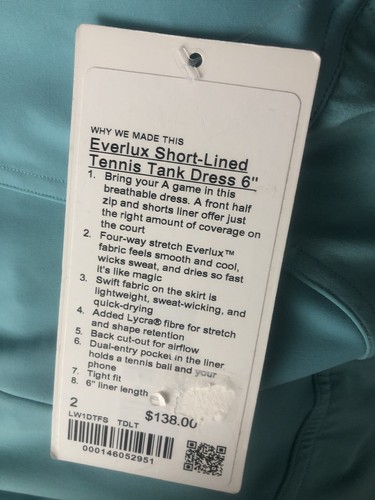 WHY WE MADE THIS
Everlux Short-Lined
Tennis Tank Dress 6"
1. Bring your A game in this
breathable dress. A front half
zip and shorts liner offer just
the right amount of coverage on
the court
2. Four-way stretch Everlux™
fabric feels smooth and cool,
wicks sweat, and dries so fast
it's like magic
3. Swift fabric on the skirt is
lightweight, sweat-wicking, and
quick-drying
4. Added Lycra® fibre for stretch
and shape retention
5. Back cut-out for airflow
6. Dual-entry pocket in the liner
holds a tennis ball and your
phone
7. Tight fit
8. 6" liner length
2
$138.00
LW1DTFS TDLT
000146052951